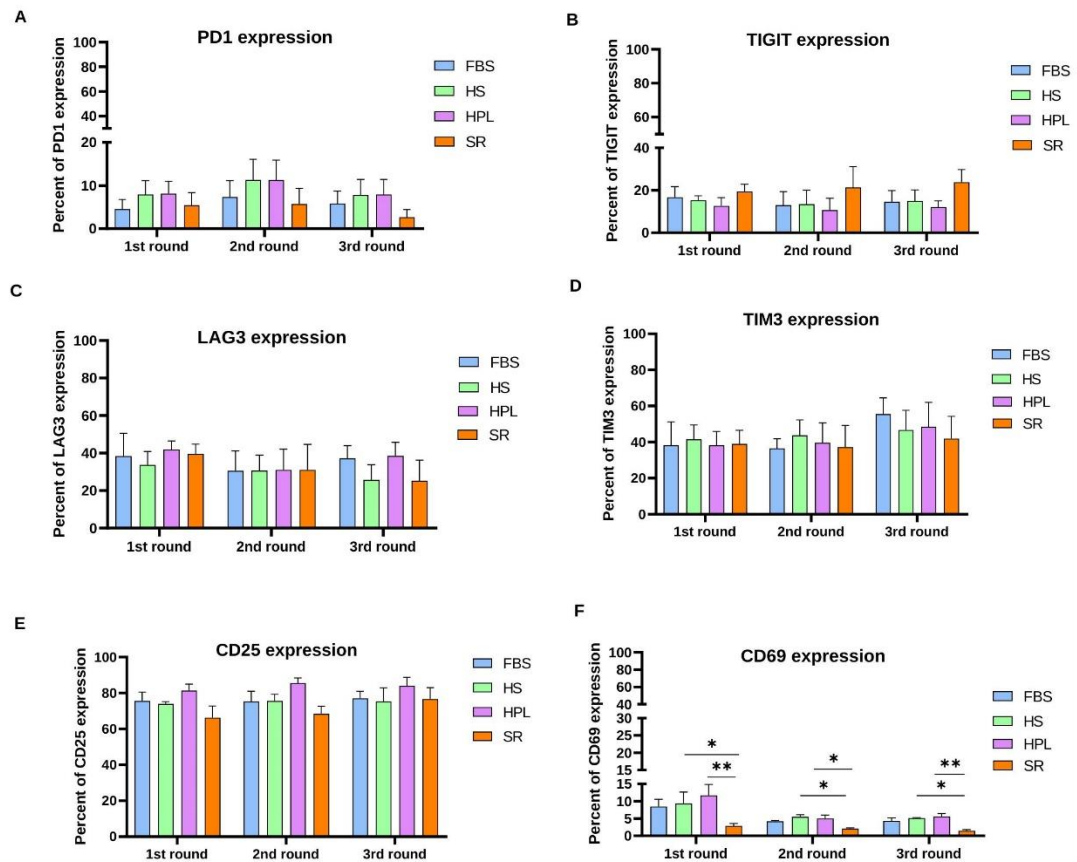 A
PD1 expression
Percent of PD1 expression
100
80
60
40
20
10
0
1st round
2nd round
3rd round
FBS
HS
HPL
SR
B
TIGIT expression
Percent of TIGIT expression
100
80
60
40
20
0
1st round
2nd round
3rd round
FBS
HS
HPL
SR
C
LAG3 expression
Percent of LAG3 expression
100
80
60
40
20
0
1st round
2nd round
3rd round
FBS
HS
HPL
SR
D
TIM3 expression
Percent of TIM3 expression
100
80
60
40
20
0
1st round
2nd round
3rd round
FBS
HS
HPL
SR
E
CD25 expression
Percent of CD25 expression
100
80
60
40
20
0
1st round
2nd round
3rd round
FBS
HS
HPL
SR
F
CD69 expression
Percent of CD69 expression
100
80
60
40
30
25
20
15
15
10
5
0
*
**
*
*
**
*
1st round
2nd round
3rd round
FBS
HS
HPL
SR